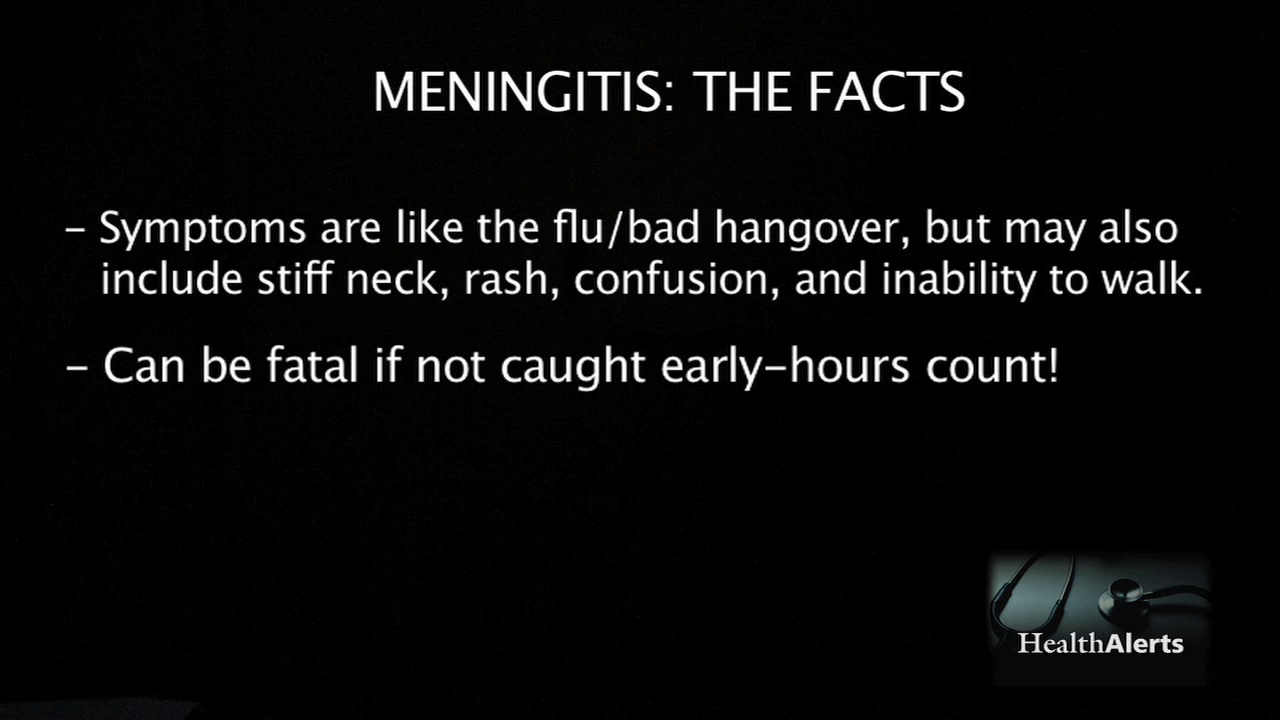 MENINGITIS: THE FACTS
– Symptoms are like the flu/bad hangover, but may also
include stiff neck, rash, confusion, and inability to walk.
– Can be fatal if not caught early–hours count!
HealthAlerts